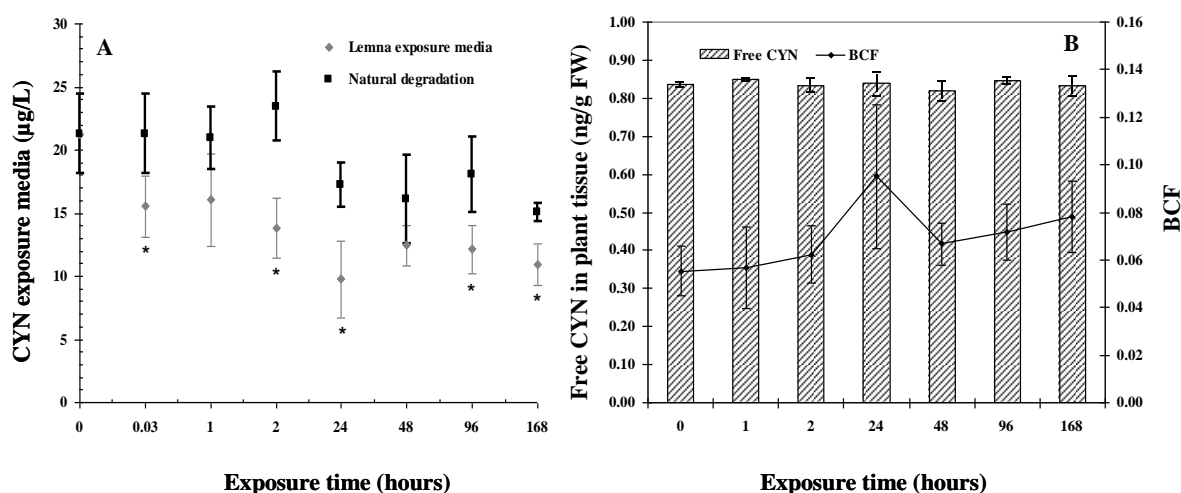 A
Lemna exposure media
Natural degradation
CYN exposure media (µg/L)
30
25
20
15
10
5
0
*
*
*
*
*
0 0.03 1 2 24 48 96 168
Exposure time (hours)
B
Free CYN BCF
Free CYN in plant tissue (ng/g FW)
1.00
0.90
0.80
0.70
0.60
0.50
0.40
0.30
0.20
0.10
0.00
0.16
0.14
0.12
0.10
0.08
0.06
0.04
0.02
0.00
BCF
0 1 2 24 48 96 168
Exposure time (hours)